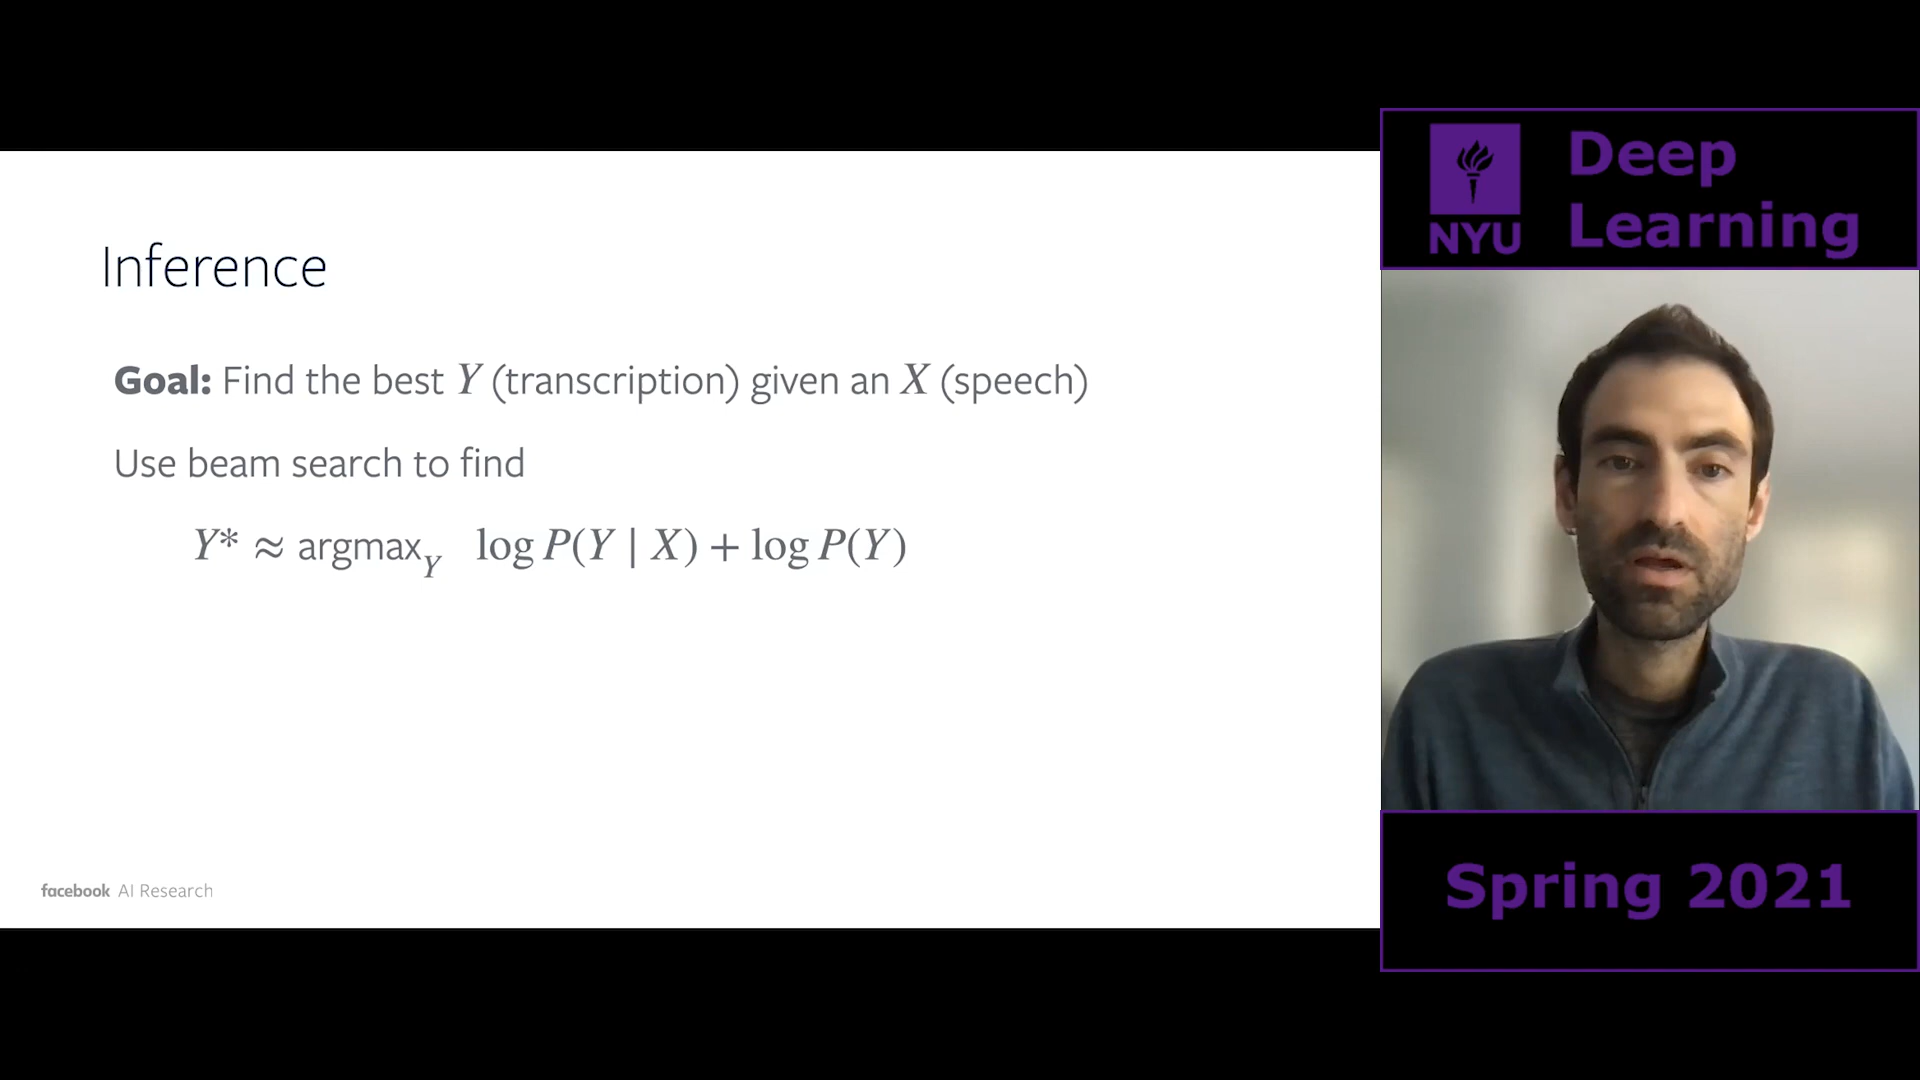 Inference
Goal: Find the best Y (transcription) given an X (speech)
Use beam search to find
Y* ≈ argmax_Y log P(Y | X) + log P(Y)
facebook AI Research
NYU
Deep
Learning
Spring 2021